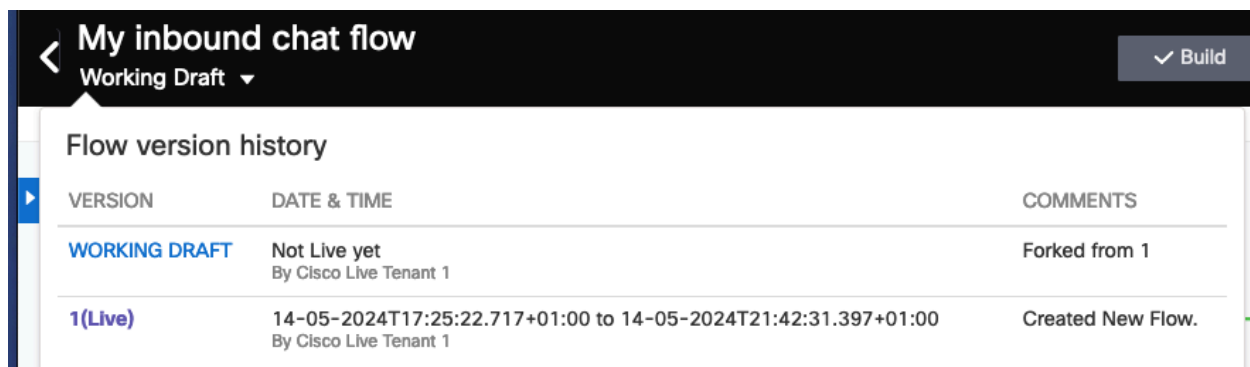 My inbound chat flow
Working Draft
Build
Flow version history
VERSION DATE & TIME COMMENTS
WORKING DRAFT Not Live yet Forked from 1
By Cisco Live Tenant 1
1(Live) 14-05-2024T17:25:22.717+01:00 to 14-05-2024T21:42:31.397+01:00 Created New Flow.
By Cisco Live Tenant 1